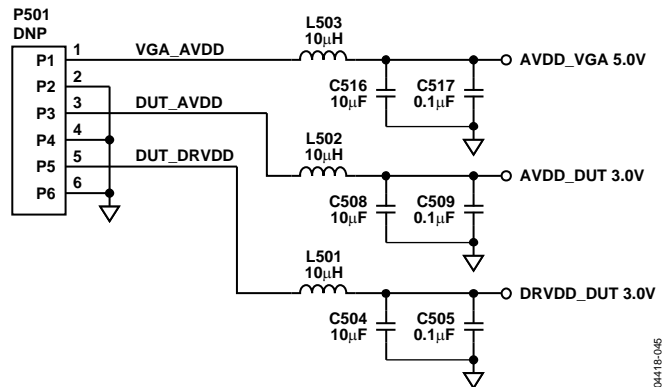 P501
DNP
P1
P2
P3
P4
P5
P6
1
2
3
4
5
6
VGA_AVDD
DUT_AVDD
DUT_DRVDD
L503
10μH
C516
10μF
C517
0.1μF
AVDD_VGA 5.0V
L502
10μH
C508
10μF
C509
0.1μF
AVDD_DUT 3.0V
L501
10μH
C504
10μF
C505
0.1μF
DRVDD_DUT 3.0V
04418-045